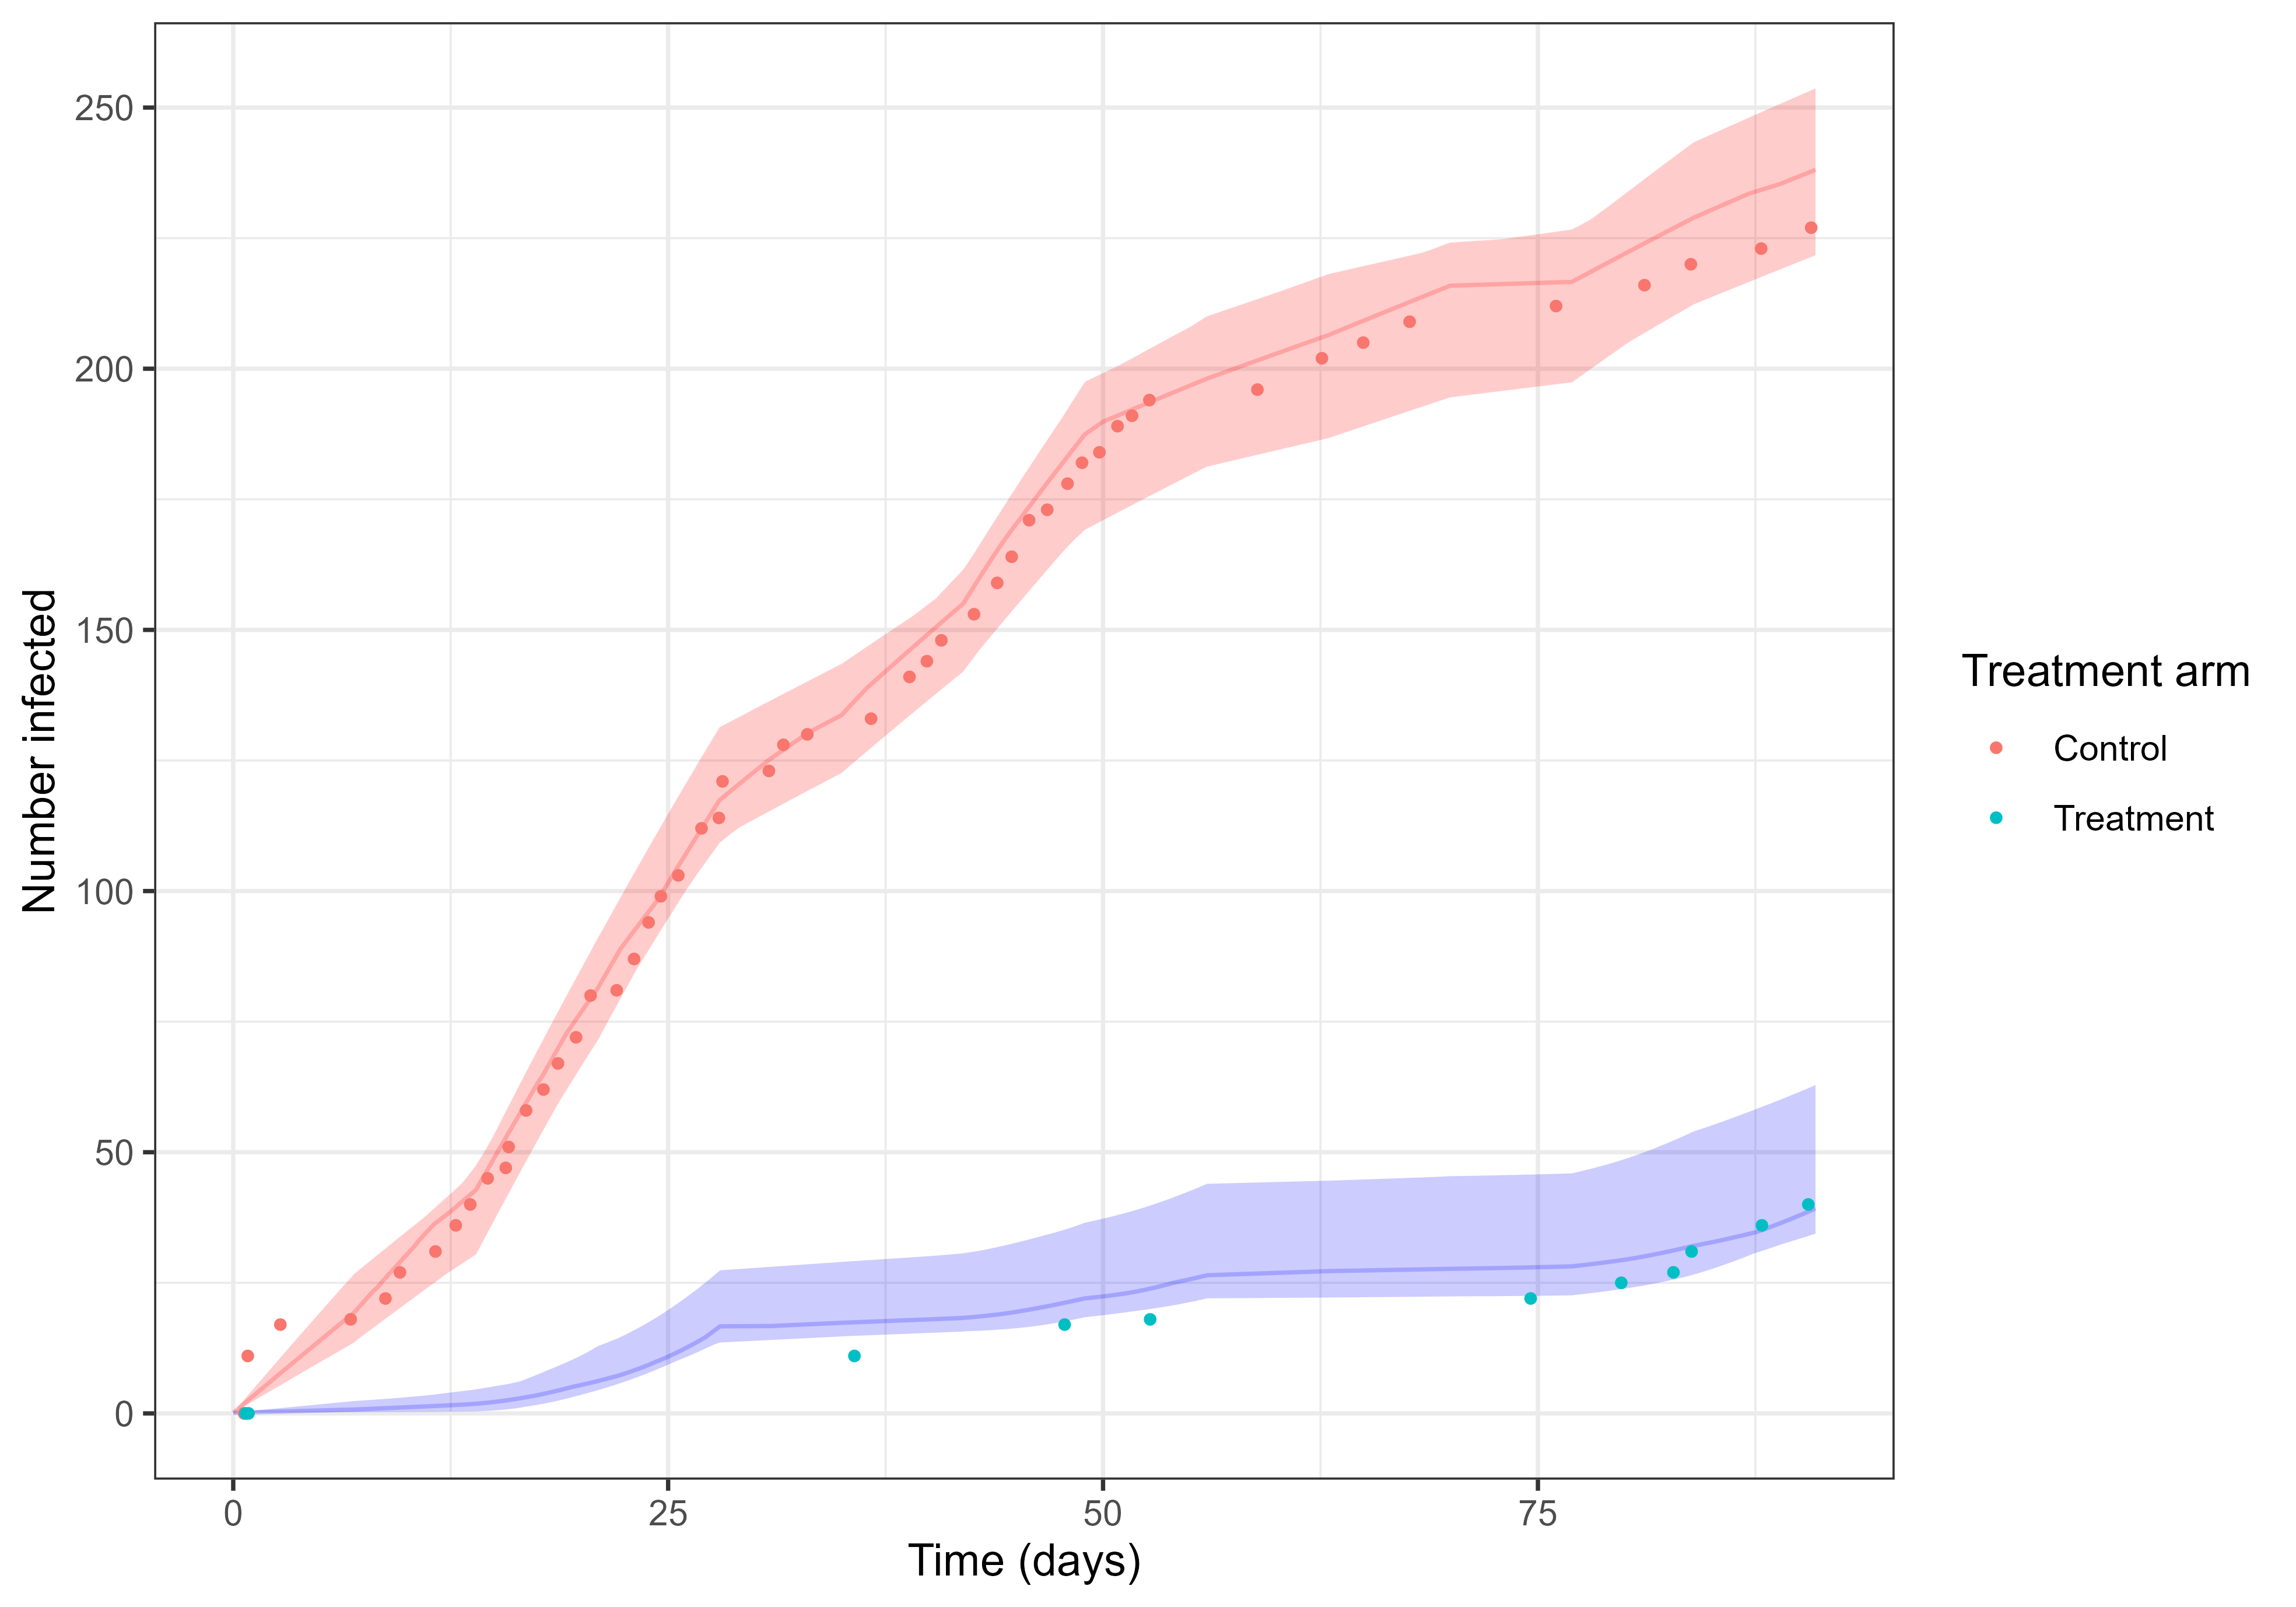 250
200
150
100
50
0
Number infected
0 25 50 75
Time (days)
Treatment arm
Control
Treatment